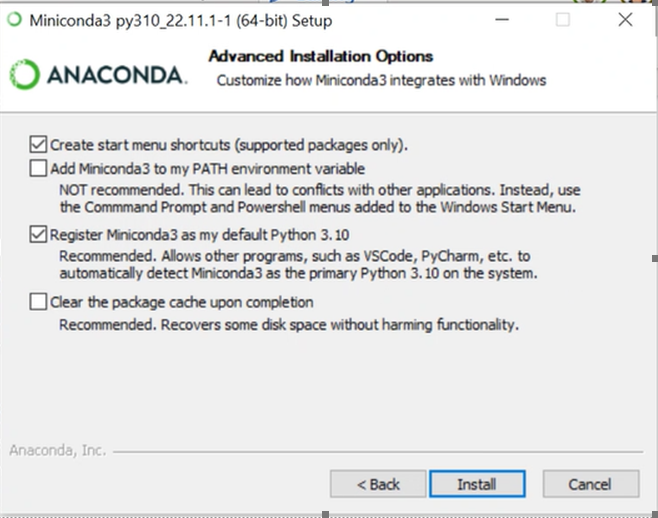 Miniconda3 py310_22.11.1-1 (64-bit) Setup
Advanced Installation Options
ANACONDA.
Customize how Miniconda3 integrates with Windows
Create start menu shortcuts (supported packages only).
Add Miniconda3 to my PATH environment variable
NOT recommended. This can lead to conflicts with other applications. Instead, use
the Commmand Prompt and Powershell menus added to the Windows Start Menu.
Register Miniconda3 as my default Python 3.10
Recommended. Allows other programs, such as VSCode, PyCharm, etc. to
automatically detect Miniconda3 as the primary Python 3.10 on the system.
Clear the package cache upon completion
Recommended. Recovers some disk space without harming functionality.
Anaconda, Inc.
< Back
Install
Cancel